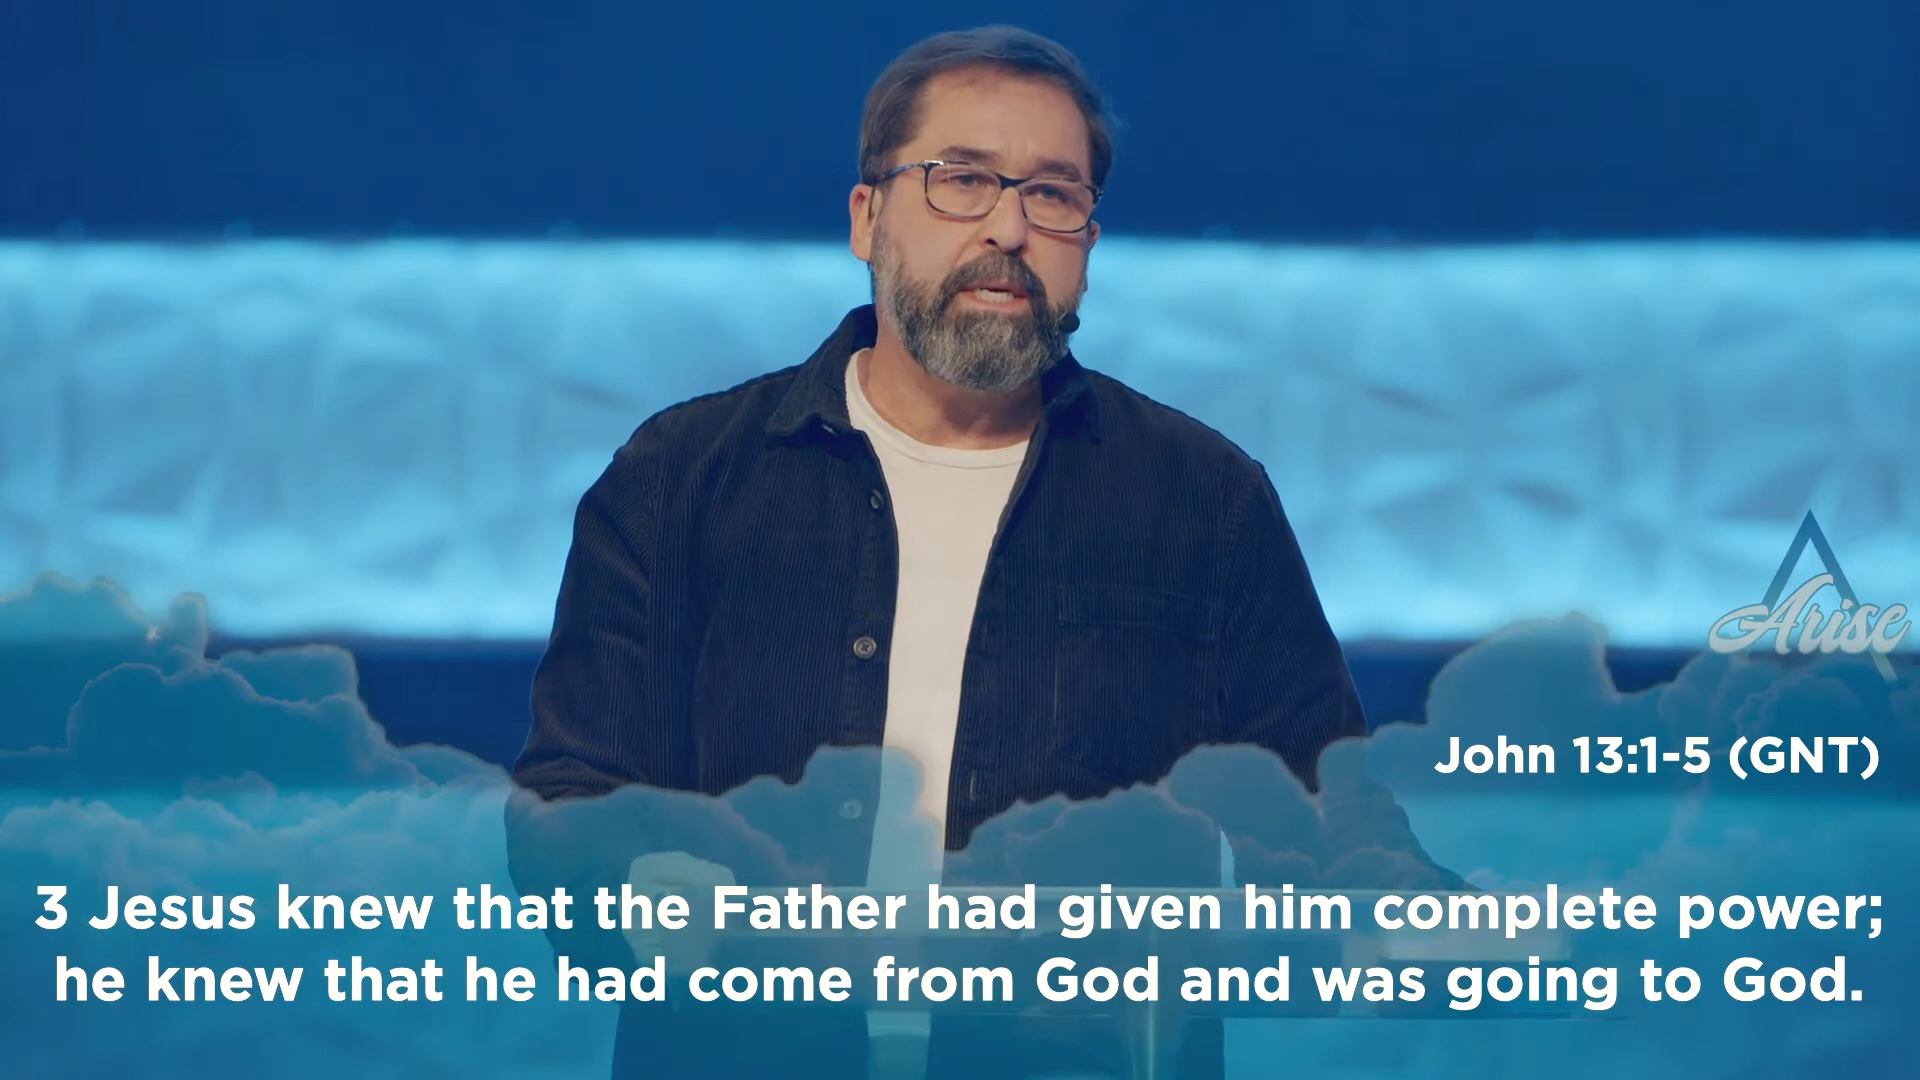 Arise
John 13:1-5 (GNT)
3 Jesus knew that the Father had given him complete power;
he knew that he had come from God and was going to God.